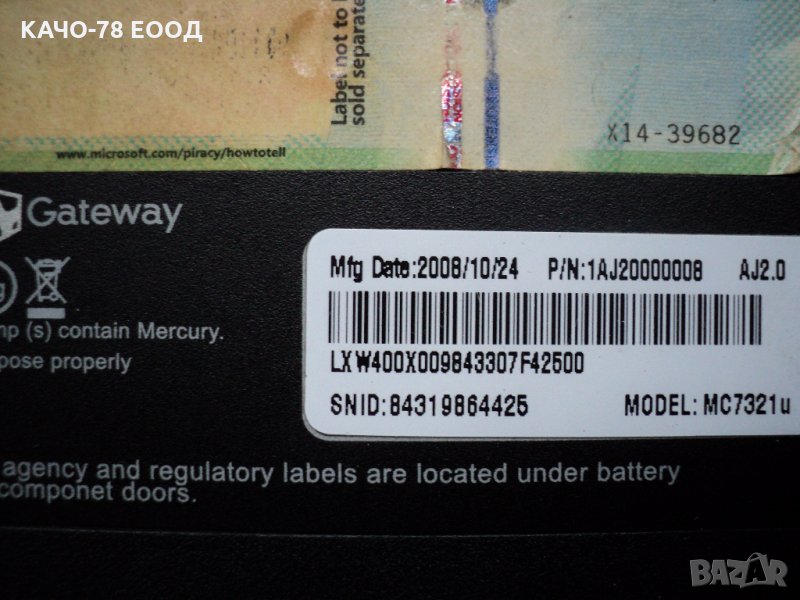 КАЧО-78 ЕООД
Label not to
sold separate
X14-39682
www.microsoft.com/piracy/howtotell
Gateway
Mfg Date:2008/10/24 P/N:1AJ20000008 AJ2.0
mp (s) contain Mercury.
pose properly
LXW400X009843307F42500
SNID:84319864425 MODEL: MC7321u
agency and regulatory labels are located under battery
componet doors.
BAZAR